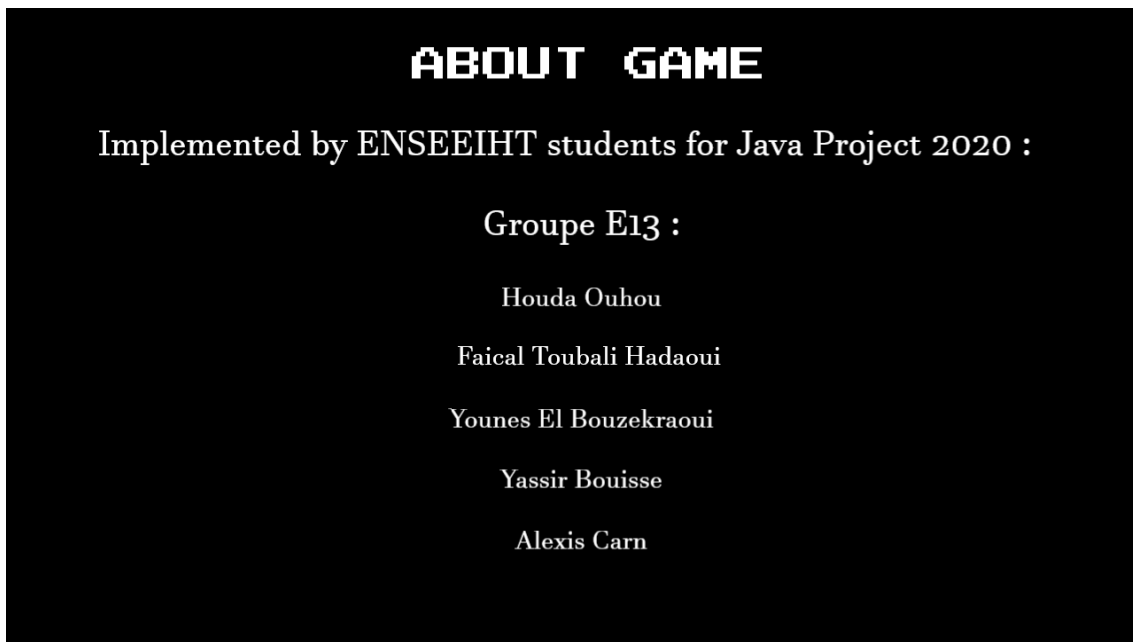 ABOUT GAME
Implemented by ENSEEIHT students for Java Project 2020 :
Groupe E13 :
Houda Ouhou
Faical Toubali Hadaoui
Younes El Bouzekraoui
Yassir Bouisse
Alexis Carn